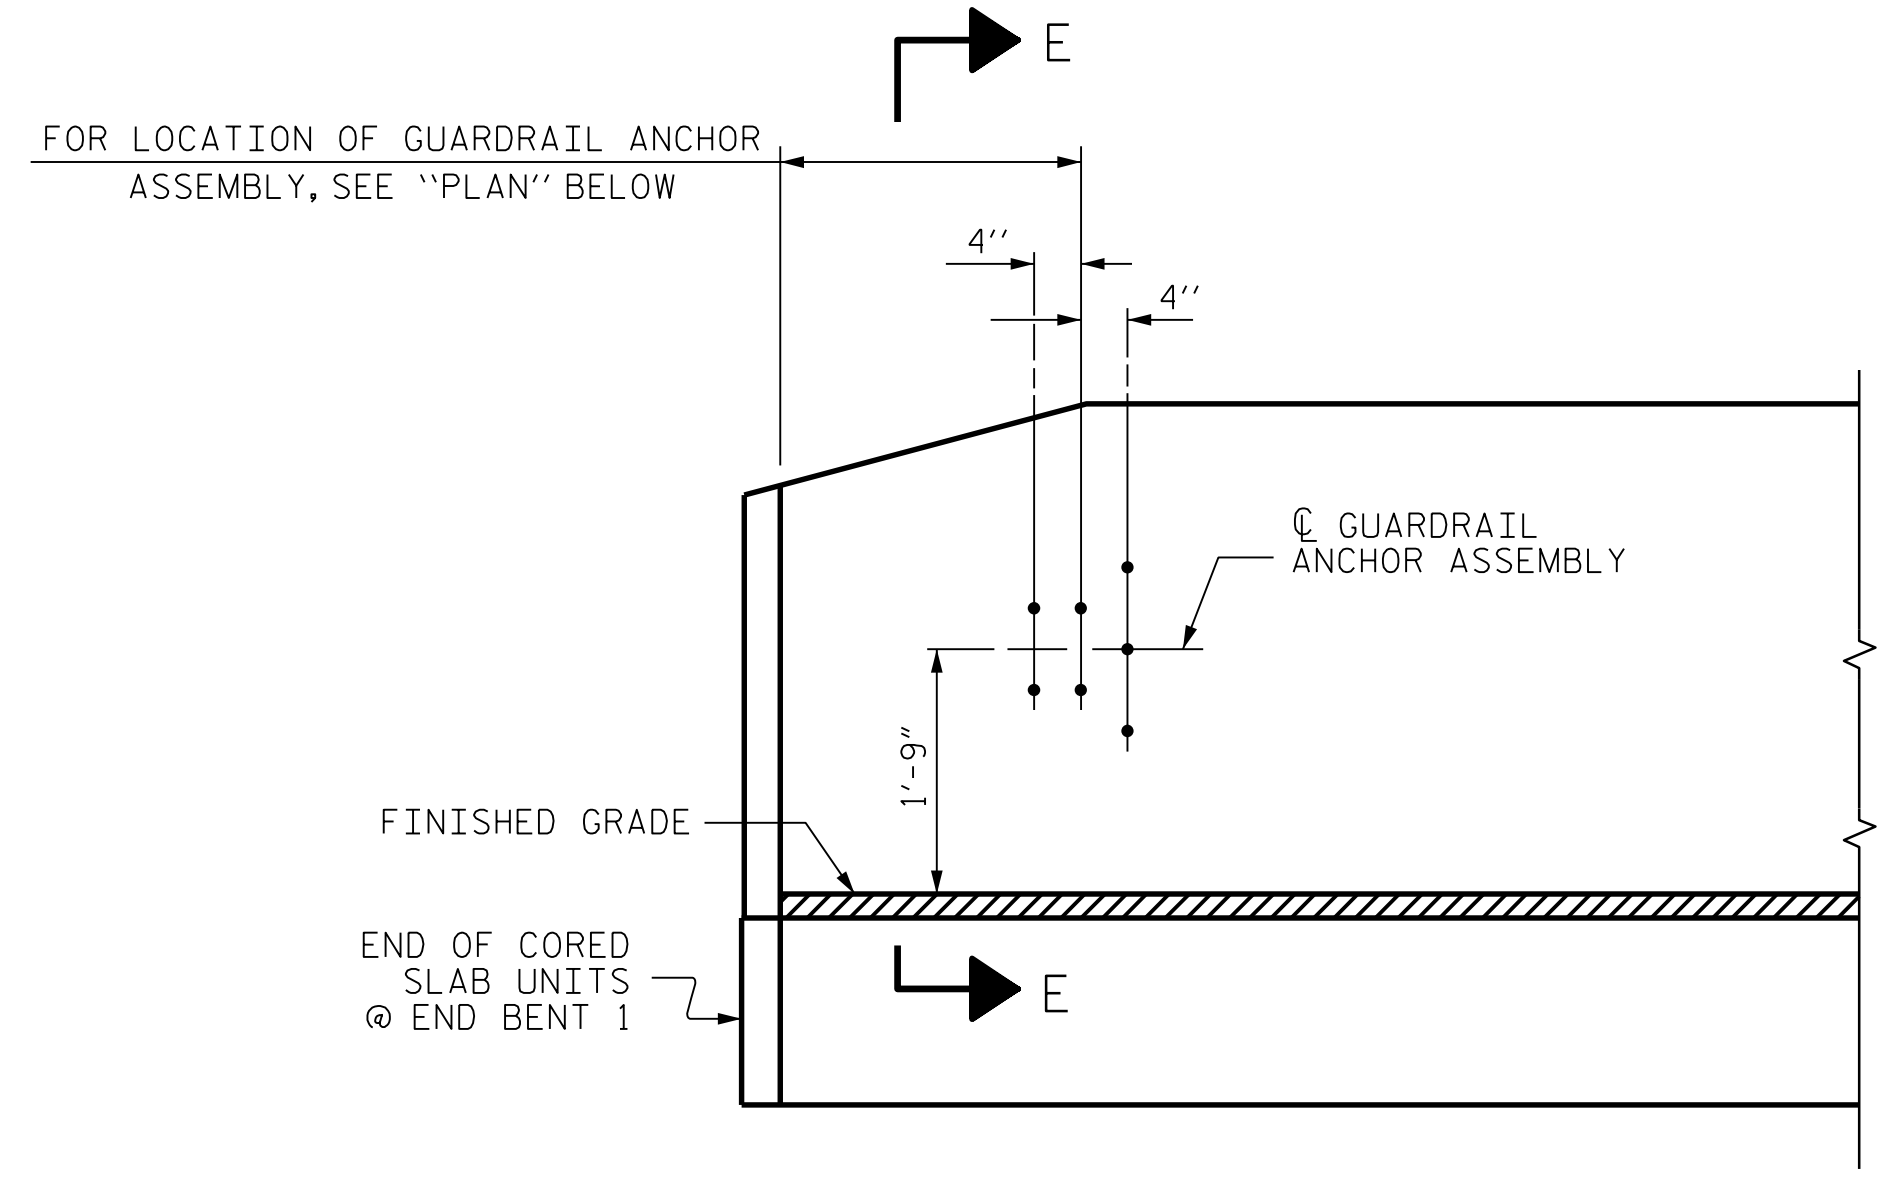 E
FOR LOCATION OF GUARDRAIL ANCHOR
ASSEMBLY, SEE "PLAN" BELOW
4"
4"
℄ GUARDRAIL
ANCHOR ASSEMBLY
1'-9"
FINISHED GRADE
END OF CORED
SLAB UNITS
@ END BENT 1
E